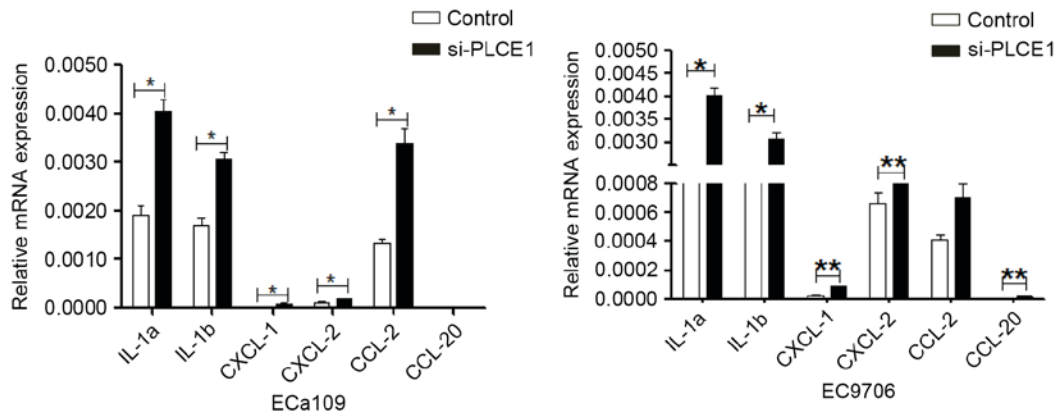 Control
si-PLCE1
Relative mRNA expression
0.0050
0.0040
0.0030
0.0020
0.0010
0.0000
* * * * *
IL-1a IL-1b CXCL-1 CXCL-2 CCL-2 CCL-20
ECa109
Control
si-PLCE1
Relative mRNA expression
0.0050
0.0045
0.0040
0.0035
0.0030
0.0008
0.0006
0.0004
0.0002
0.0000
* * ** ** **
IL-1a IL-1b CXCL-1 CXCL-2 CCL-2 CCL-20
EC9706